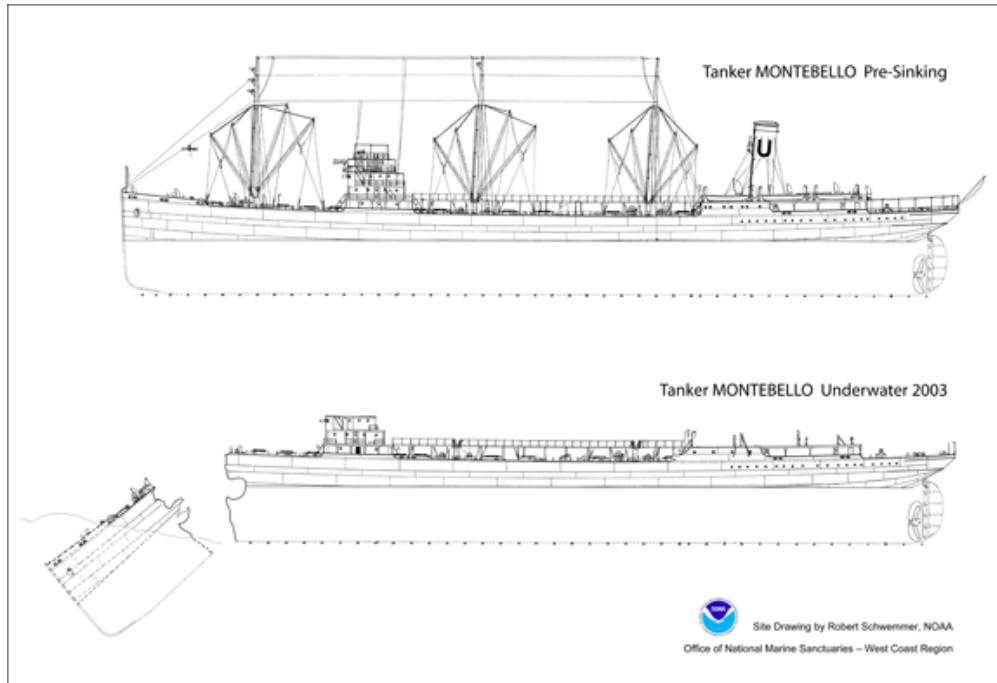 Tanker MONTEBELLO Pre-Sinking
U
Tanker MONTEBELLO Underwater 2003
NOAA
Site Drawing by Robert Schwemmer, NOAA
Office of National Marine Sanctuaries – West Coast Region